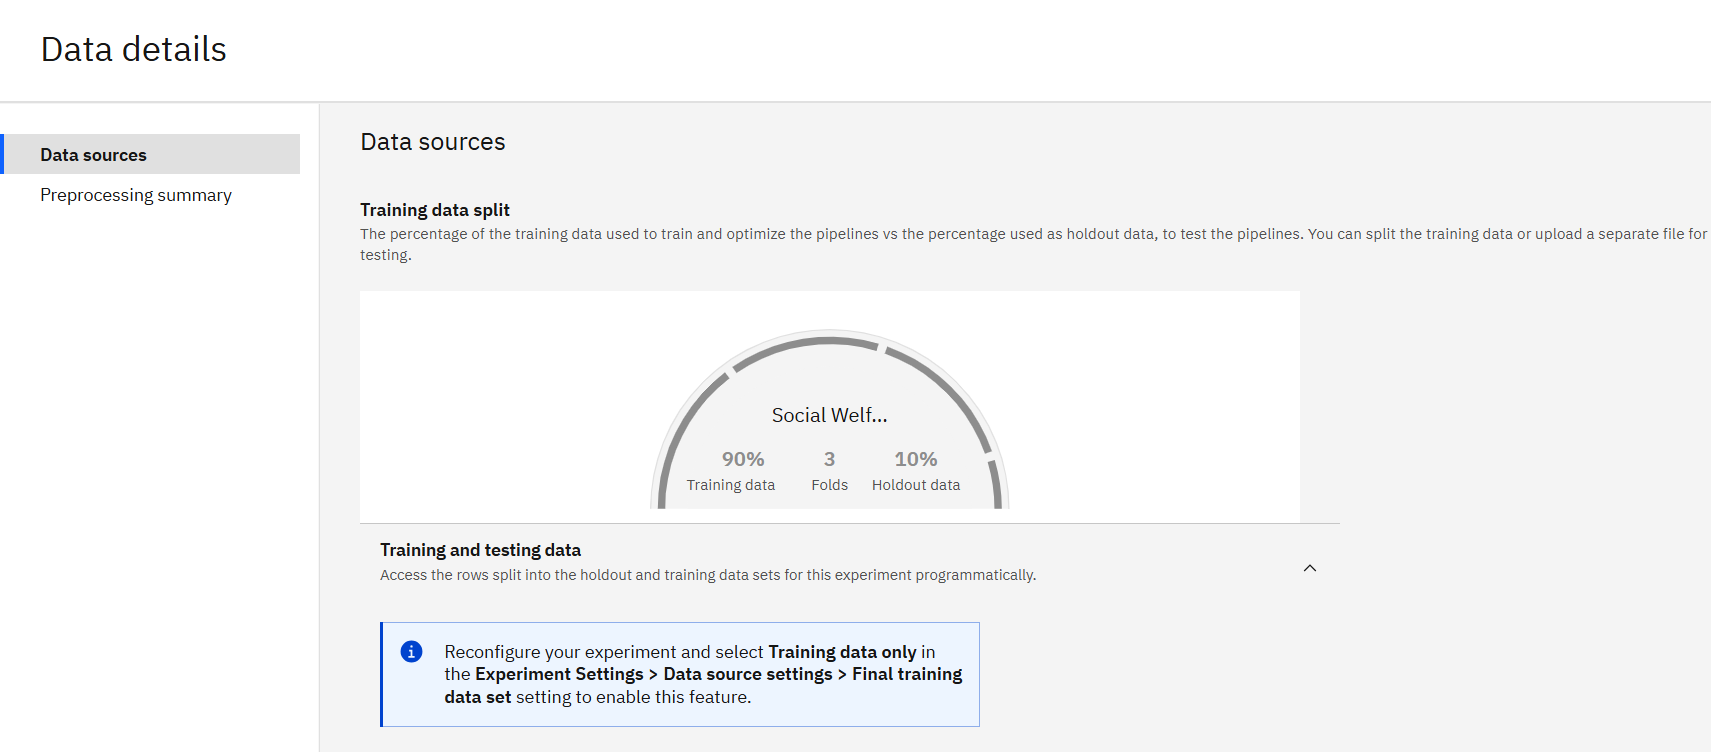 Data details
Data sources
Preprocessing summary
Data sources
Training data split
The percentage of the training data used to train and optimize the pipelines vs the percentage used as holdout data, to test the pipelines. You can split the training data or upload a separate file for
testing.
Social Welf...
90% 3 10%
Training data Folds Holdout data
Training and testing data
Access the rows split into the holdout and training data sets for this experiment programmatically.
Reconfigure your experiment and select Training data only in
the Experiment Settings > Data source settings > Final training
data set setting to enable this feature.